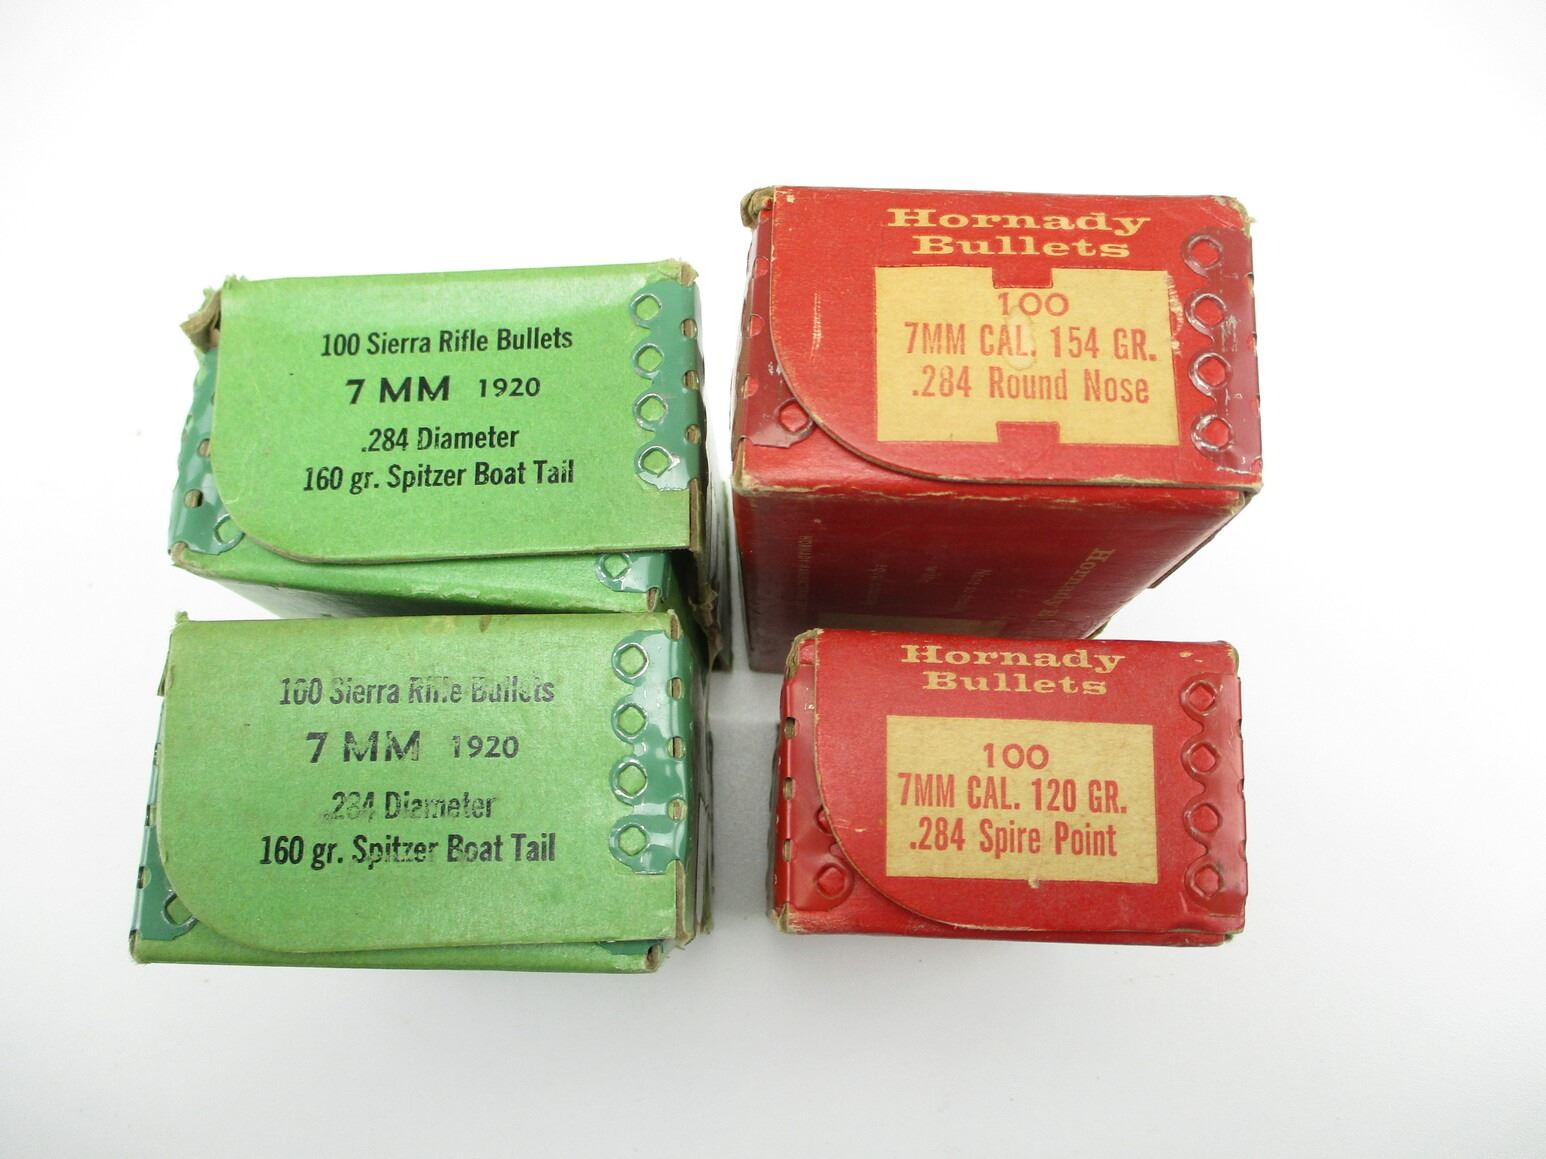 100 Sierra Rifle Bullets
7 MM 1920
.284 Diameter
160 gr. Spitzer Boat Tail
Hornady
Bullets
100
7MM CAL. 154 GR.
.284 Round Nose
Hornady
100 Sierra Rifle Bullets
7 MM 1920
.284 Diameter
160 gr. Spitzer Boat Tail
Hornady
Bullets
100
7MM CAL. 120 GR.
.284 Spire Point